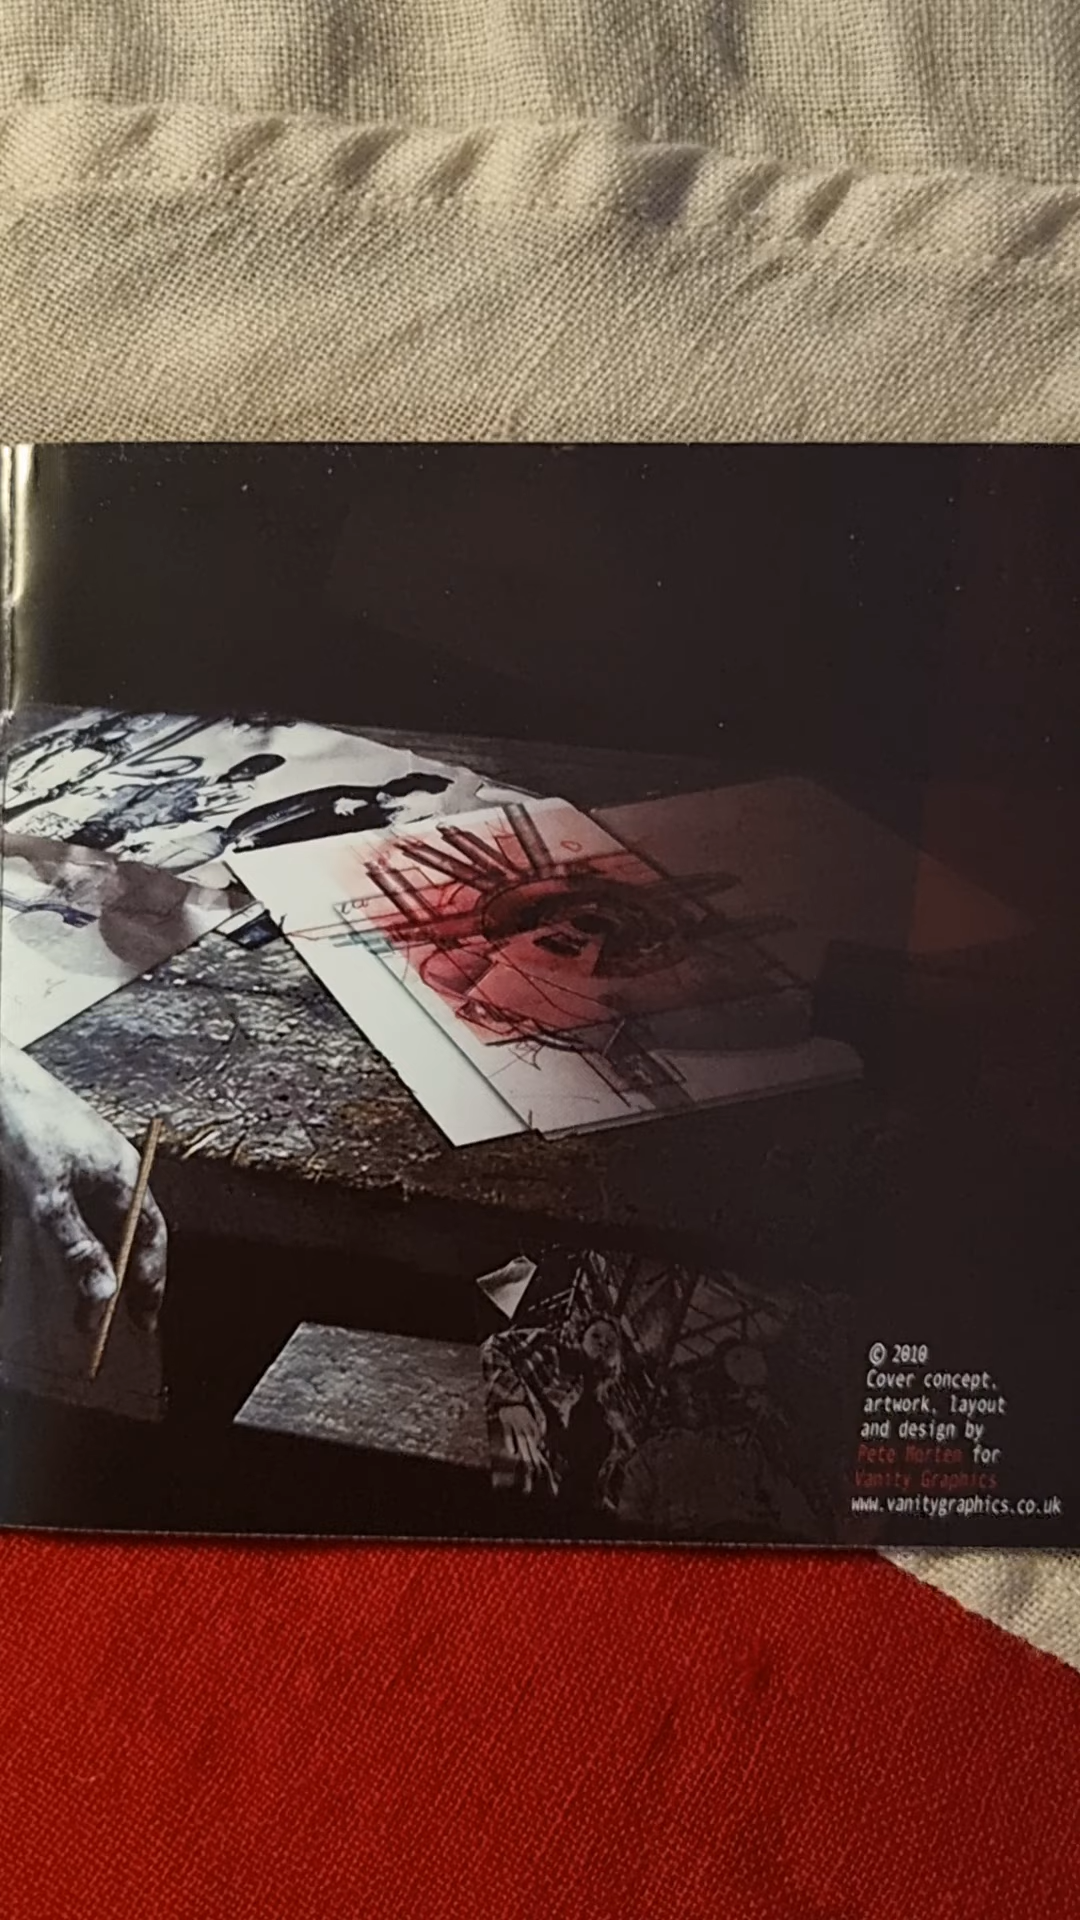 © 2010
Cover concept,
artwork, layout
and design by
Pete Morten for
Vanity Graphics
www.vanitygraphics.co.uk